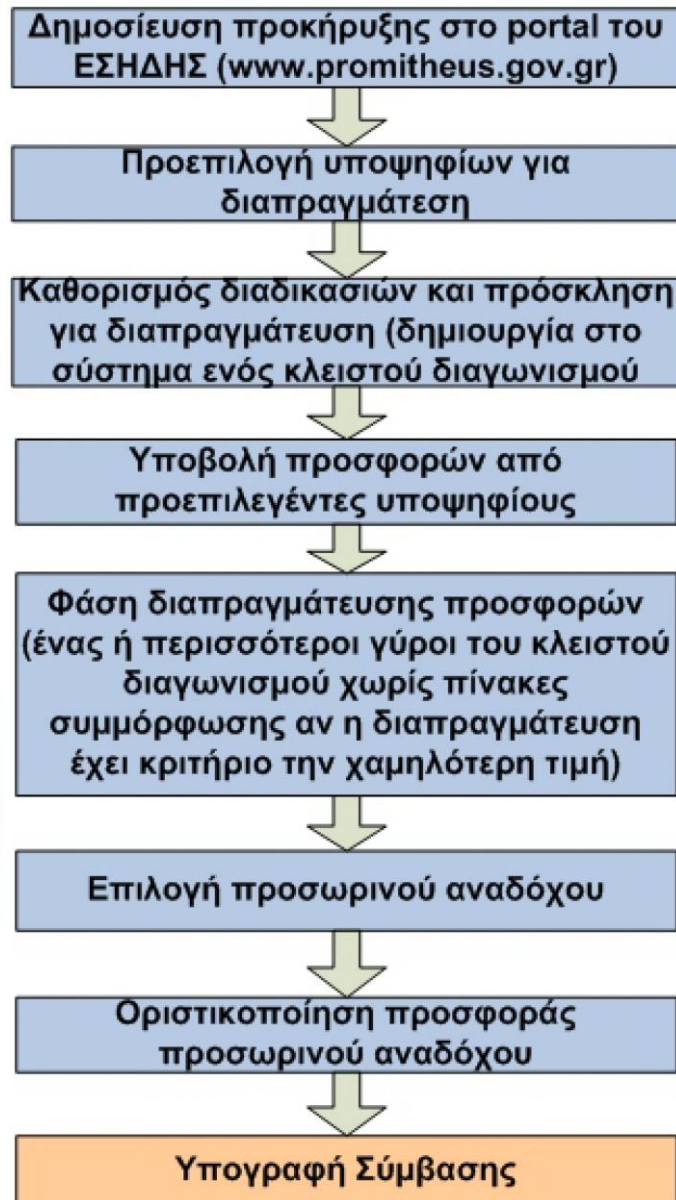 Δημοσίευση προκήρυξης στο portal του
ΕΣΗΔΗΣ (www.promitheus.gov.gr)
Προεπιλογή υποψηφίων για
διαπραγμάτεση
Καθορισμός διαδικασιών και πρόσκληση
για διαπραγμάτευση (δημιουργία στο
σύστημα ενός κλειστού διαγωνισμού
Υποβολή προσφορών από
προεπιλεγέντες υποψηφίους
Φάση διαπραγμάτευσης προσφορών
(ένας ή περισσότεροι γύροι του κλειστού
διαγωνισμού χωρίς πίνακες
συμμόρφωσης αν η διαπραγμάτευση
έχει κριτήριο την χαμηλότερη τιμή)
Επιλογή προσωρινού αναδόχου
Οριστικοποίηση προσφοράς
προσωρινού αναδόχου
Υπογραφή Σύμβασης